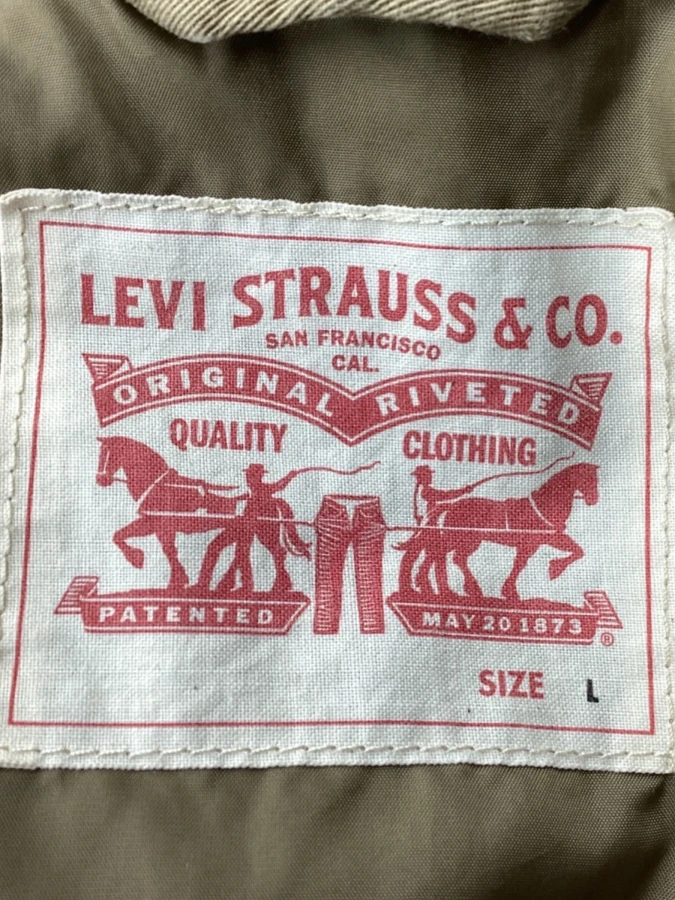 LEVI STRAUSS & CO.
SAN FRANCISCO
CAL.
ORIGINAL RIVETED
QUALITY CLOTHING
PATENTED MAY 20 1873 ®
SIZE L